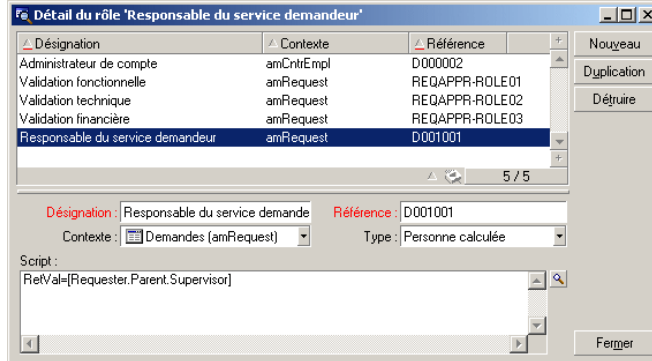 Détail du rôle 'Responsable du service demandeur'
Désignation Contexte Référence
Administrateur de compte amCntrEmpl D000002
Validation fonctionnelle amRequest REQAPPR-ROLE01
Validation technique amRequest REQAPPR-ROLE02
Validation financière amRequest REQAPPR-ROLE03
Responsable du service demandeur amRequest D001001
5 / 5
Nouveau
Duplication
Détruire
Désignation : Responsable du service demande Référence : D001001
Contexte : Demandes (amRequest) Type : Personne calculée
Script :
RetVal=[Requester.Parent.Supervisor]
Fermer